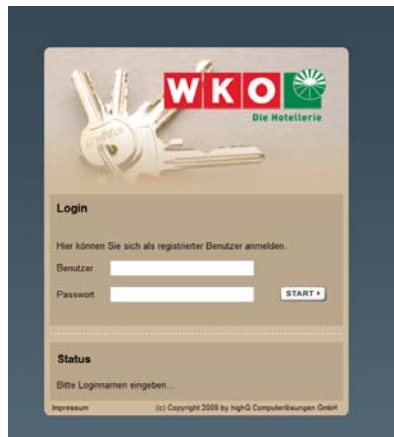 WKO
Die Hotellerie
Login
Hier können Sie sich als registrierter Benutzer anmelden.
Benutzer
Passwort
START
Status
Bitte Loginnamen eingeben...
Impressum (c) Copyright 2009 by highQ Computerlösungen GmbH